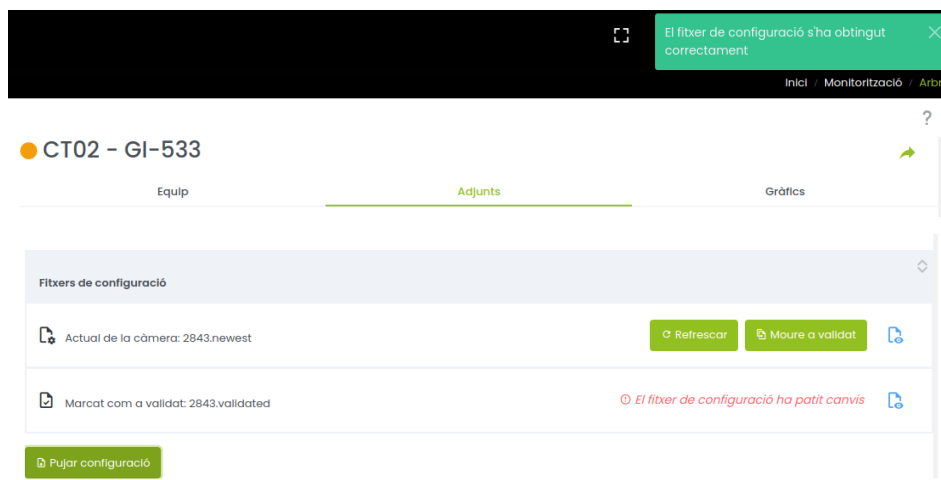 El fitxer de configuració s'ha obtingut
correctament
Inici / Monitorització / Arbr
?
CT02 - GI-533
Equip
Adjunts
Gràfics
Fitxers de configuració
Actual de la càmera: 2843.newest
Refrescar
Moure a validat
Marcat com a validat: 2843.validated
El fitxer de configuració ha patit canvis
Pujar configuració